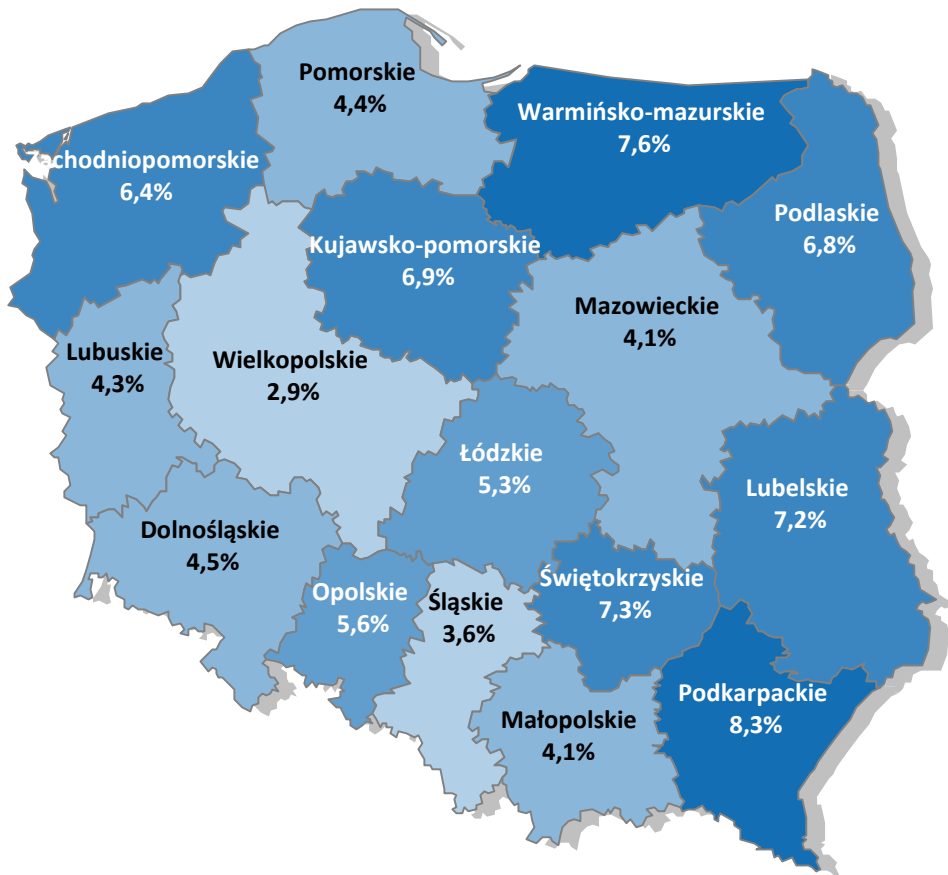 Pomorskie
4,4%
Warmińsko-mazurskie
7,6%
Zachodniopomorskie
6,4%
Podlaskie
6,8%
Kujawsko-pomorskie
6,9%
Mazowieckie
4,1%
Lubuskie
4,3%
Wielkopolskie
2,9%
Łódzkie
5,3%
Lubelskie
7,2%
Dolnośląskie
4,5%
Opolskie
5,6%
Śląskie
3,6%
Świętokrzyskie
7,3%
Małopolskie
4,1%
Podkarpackie
8,3%